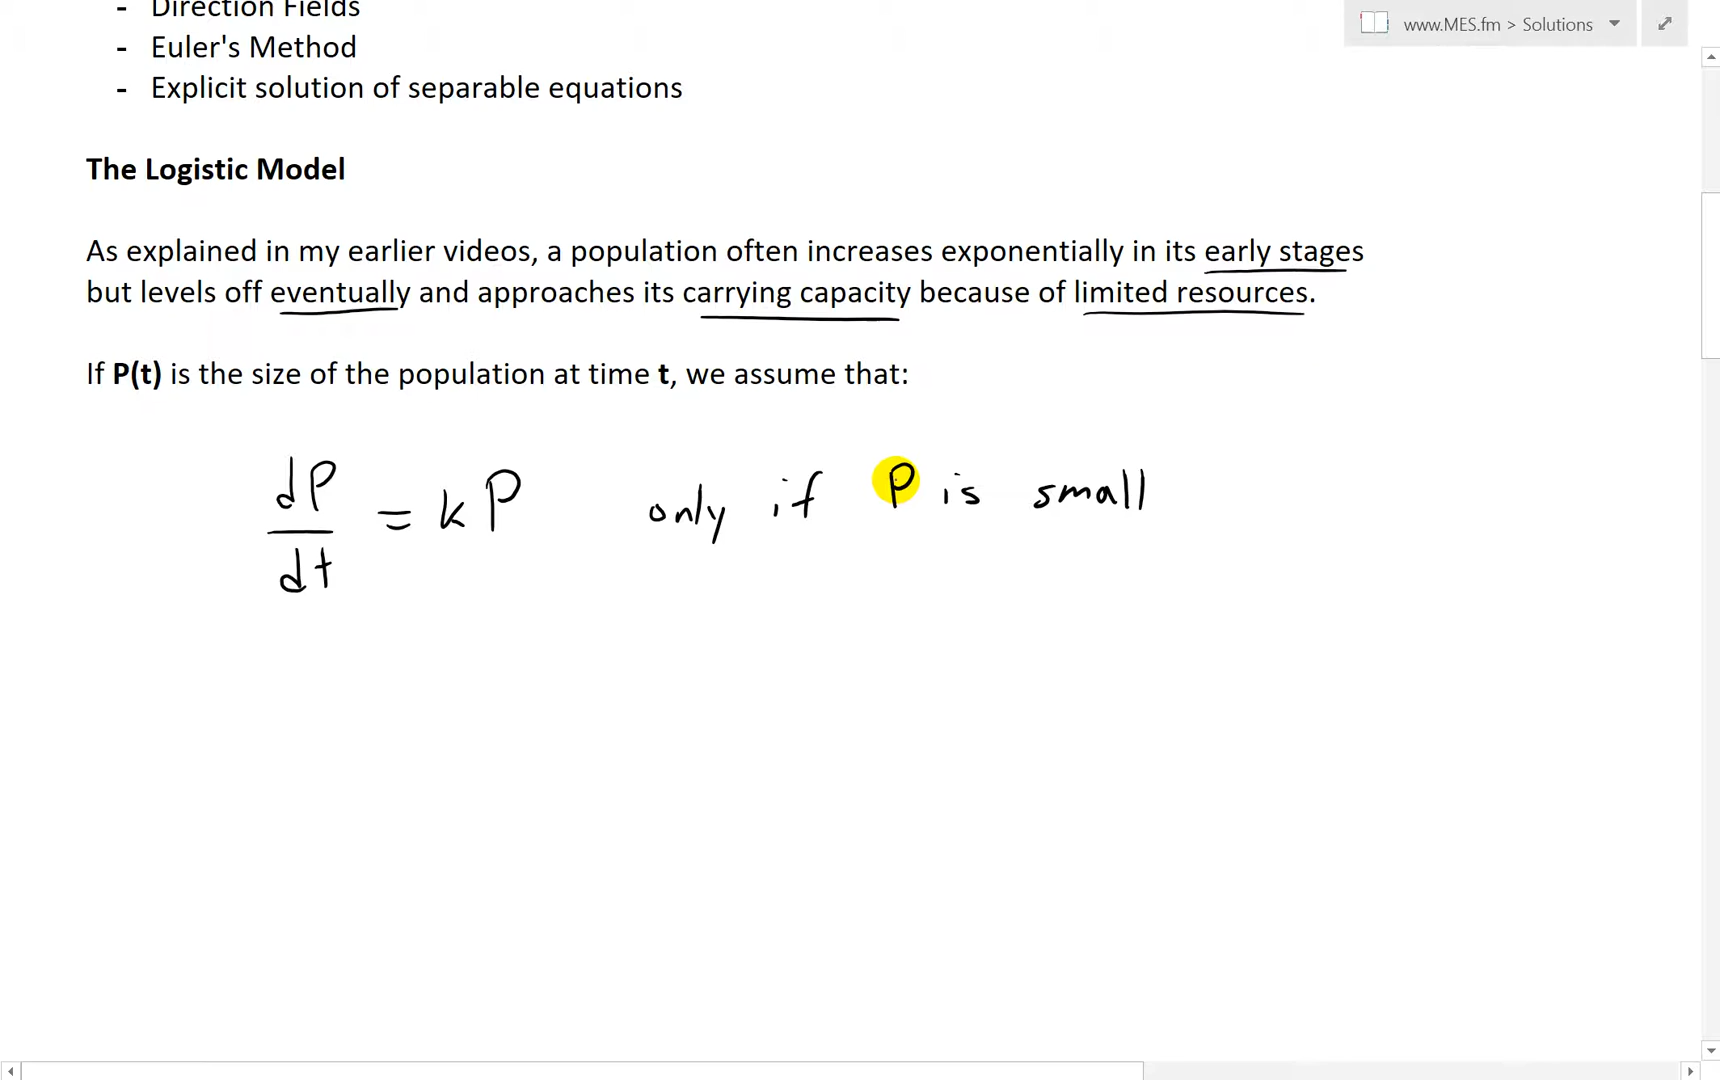 - Direction Fields
www.MES.fm > Solutions
- Euler's Method
- Explicit solution of separable equations
The Logistic Model
As explained in my earlier videos, a population often increases exponentially in its early stages
but levels off eventually and approaches its carrying capacity because of limited resources.
If P(t) is the size of the population at time t, we assume that:
dP/dt = kP only if P is small